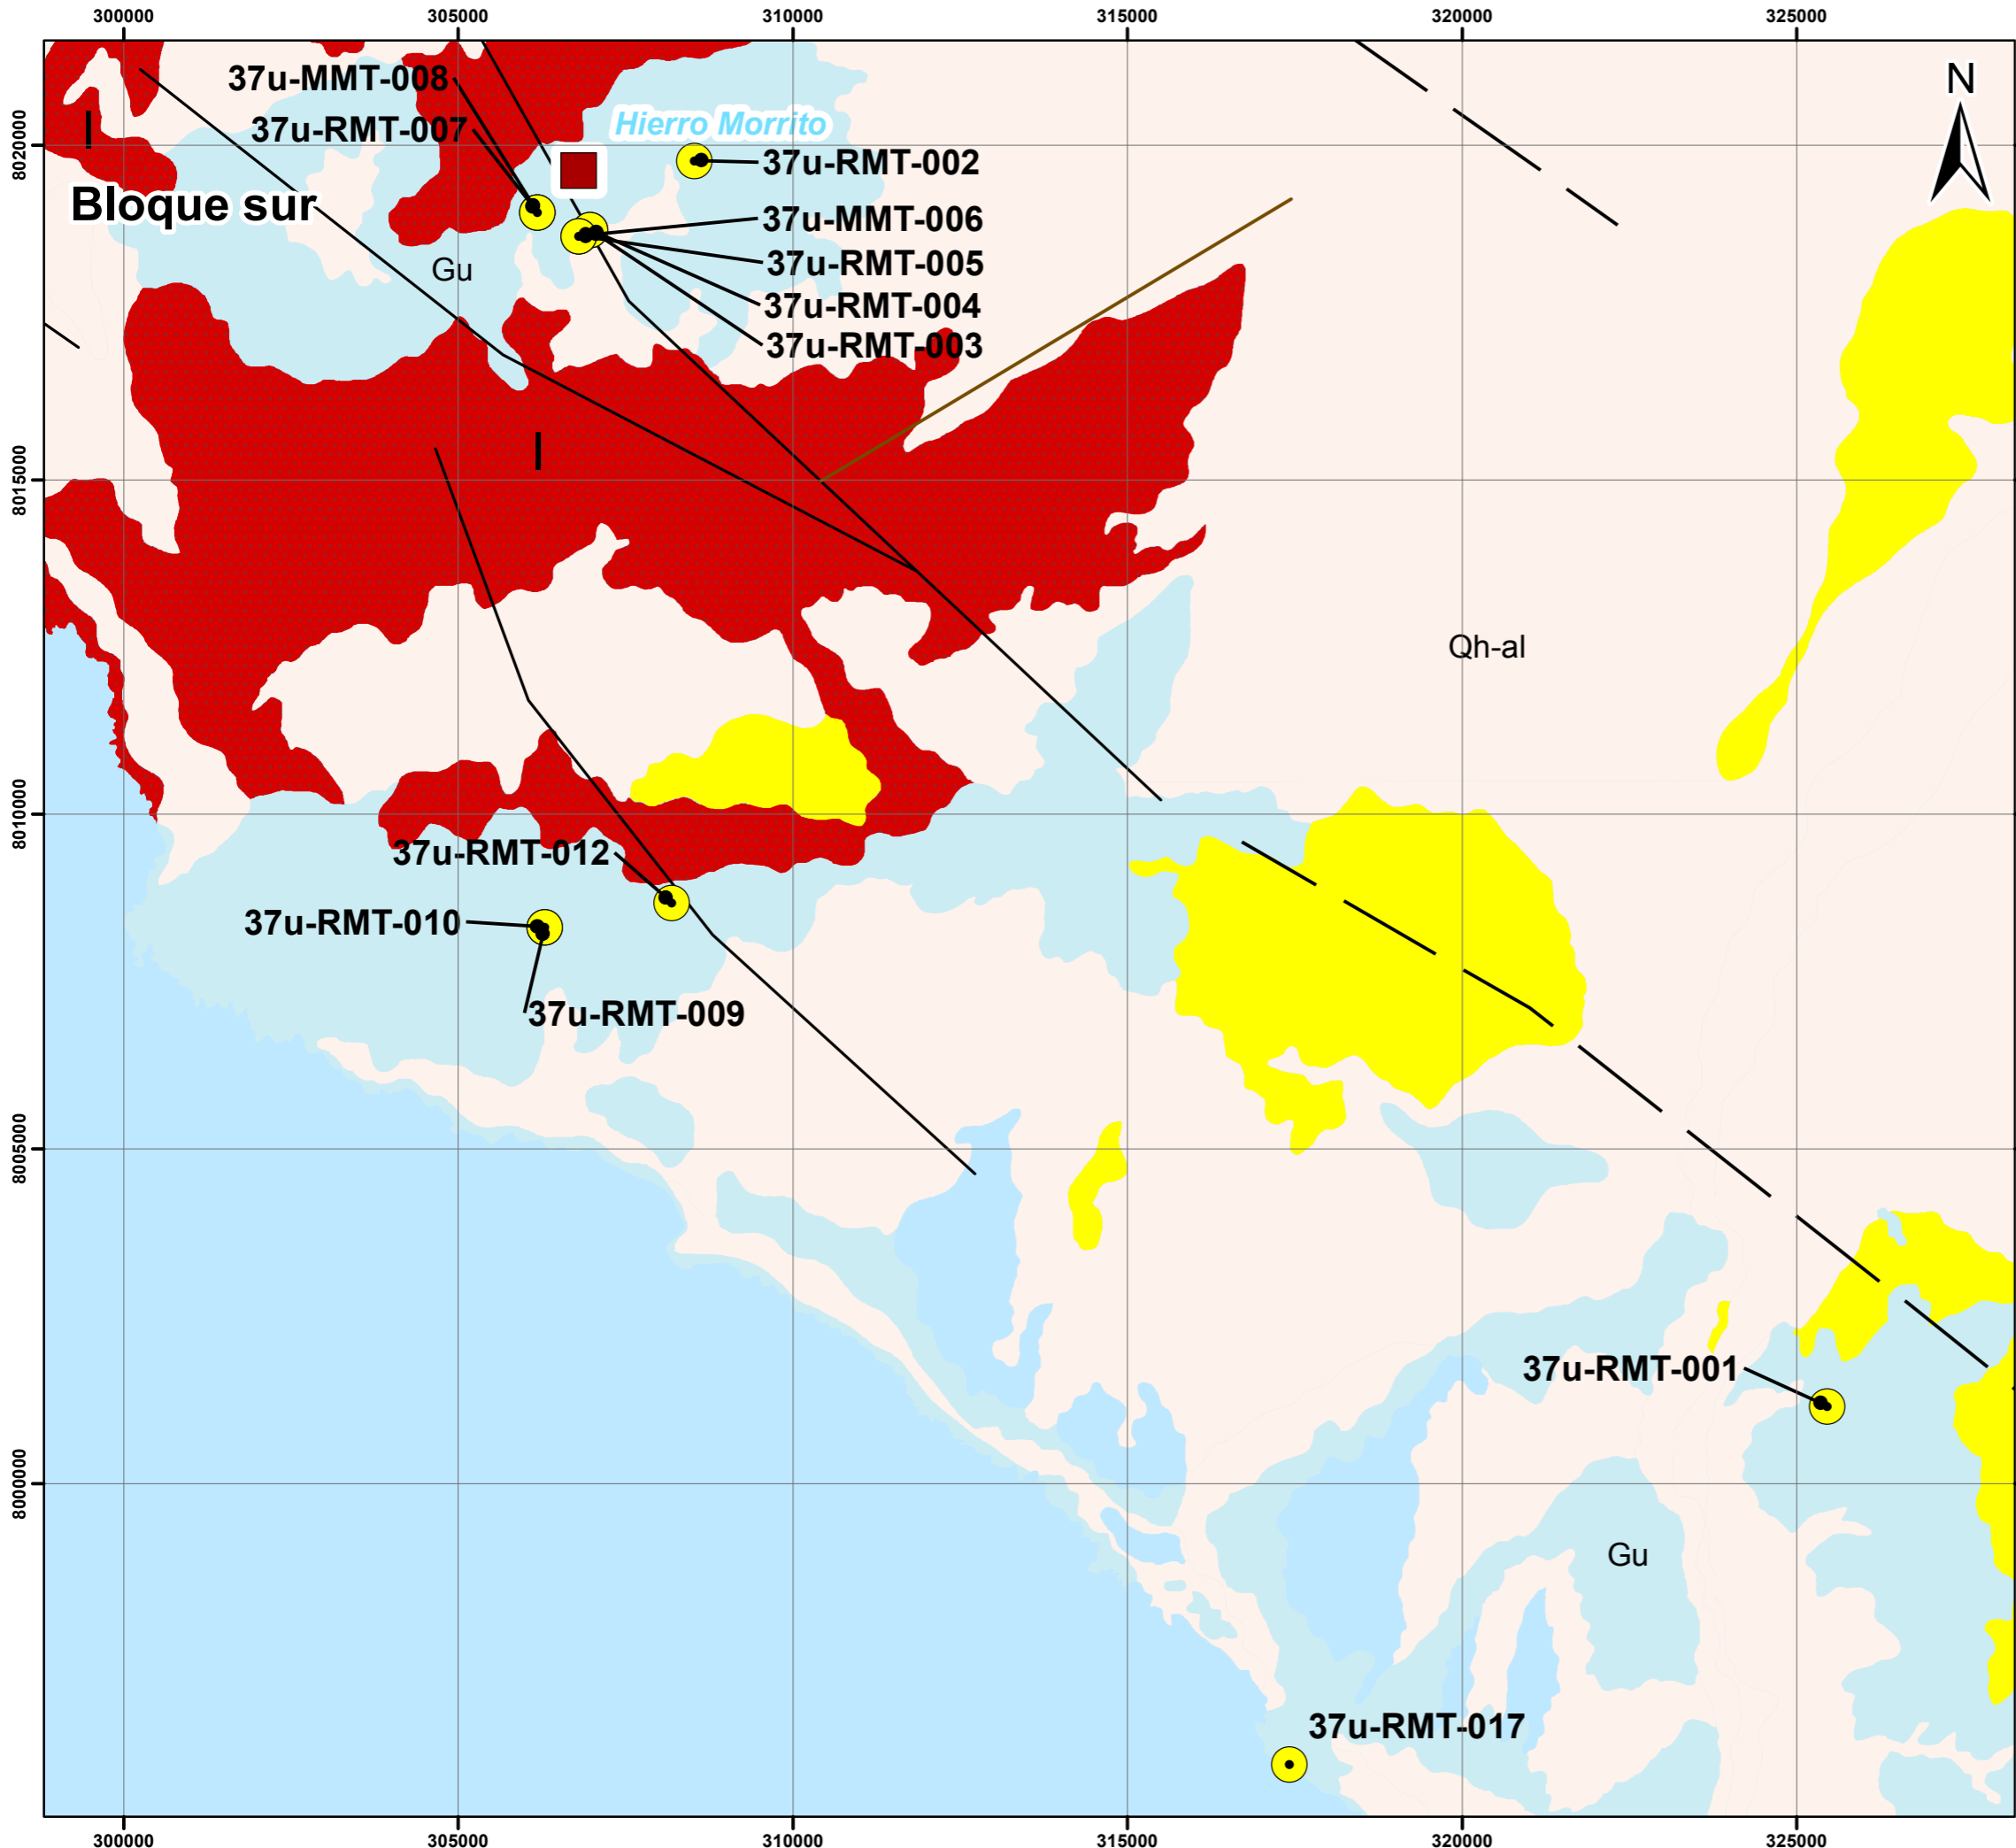 300000 305000 310000 315000 320000 325000
N
37u-MMT-008
37u-RMT-007
Hierro Morrito
37u-RMT-002
I
Bloque sur
37u-MMT-006
37u-RMT-005
Gu
37u-RMT-004
37u-RMT-003
I
Qh-al
37u-RMT-012
37u-RMT-010
37u-RMT-009
37u-RMT-001
Gu
37u-RMT-017
8020000
8015000
8010000
8005000
8000000
300000 305000 310000 315000 320000 325000